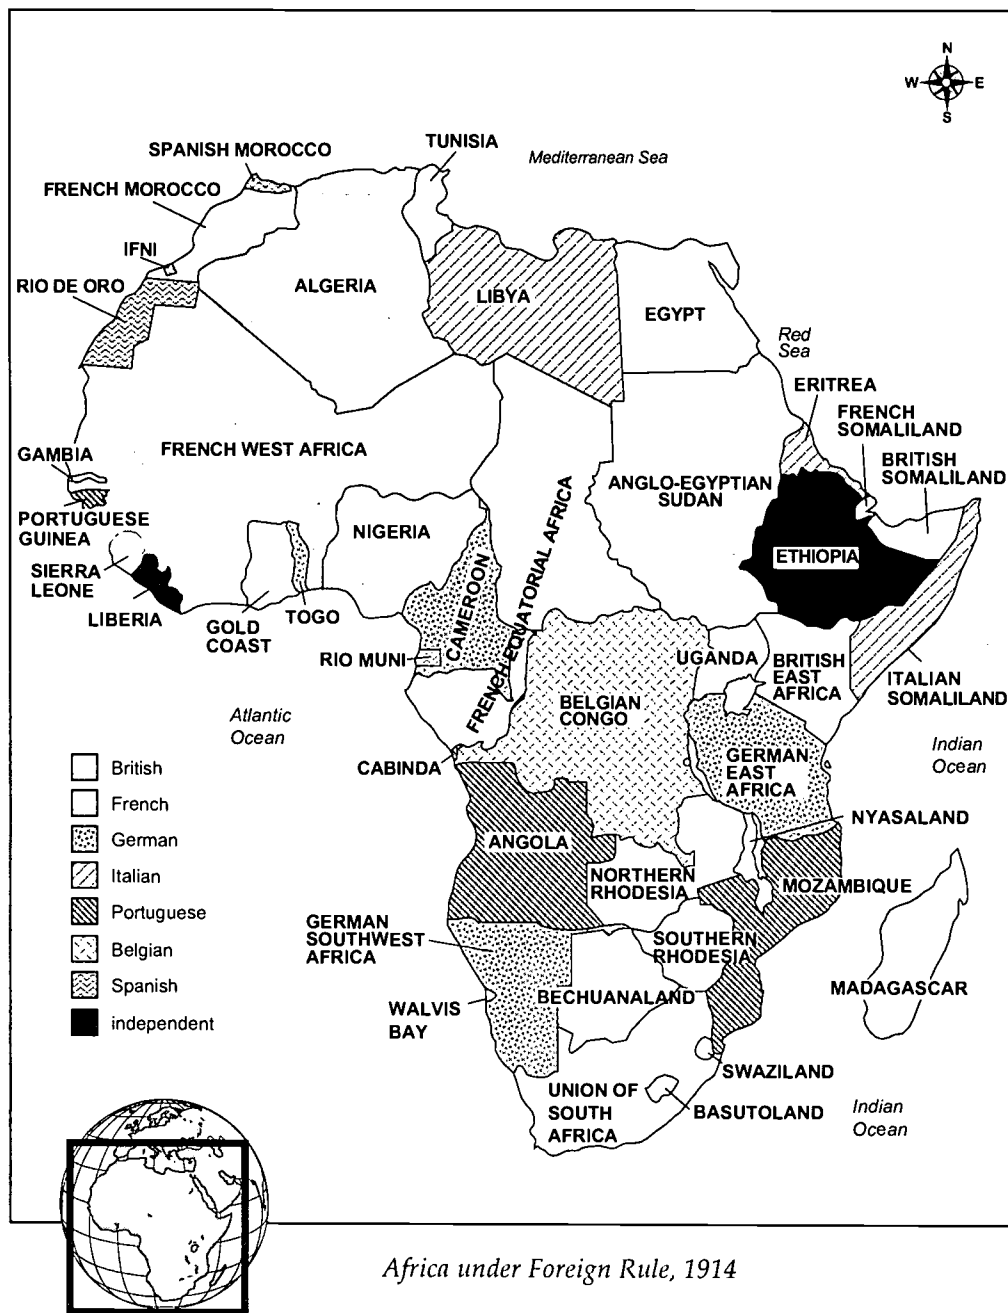 N
W E
S
SPANISH MOROCCO
TUNISIA
Mediterranean Sea
FRENCH MOROCCO
IFNI
RIO DE ORO
ALGERIA
LIBYA
EGYPT
Red
Sea
ERITREA
FRENCH
SOMALILAND
BRITISH
SOMALILAND
GAMBIA
FRENCH WEST AFRICA
ANGLO-EGYPTIAN
SUDAN
PORTUGUESE
GUINEA
NIGERIA
ETHIOPIA
SIERRA
LEONE
LIBERIA
GOLD
COAST
TOGO
CAMEROON
FRENCH EQUATORIAL AFRICA
RIO MUNI
UGANDA
BRITISH
EAST
AFRICA
ITALIAN
SOMALILAND
Atlantic
Ocean
BELGIAN
CONGO
Indian
Ocean
CABINDA
GERMAN
EAST
AFRICA
NYASALAND
ANGOLA
NORTHERN
RHODESIA
MOZAMBIQUE
GERMAN
SOUTHWEST
AFRICA
SOUTHERN
RHODESIA
WALVIS
BAY
BECHUANALAND
MADAGASCAR
SWAZILAND
UNION OF
SOUTH
AFRICA
BASUTOLAND
Indian
Ocean
British
French
German
Italian
Portuguese
Belgian
Spanish
independent
Africa under Foreign Rule, 1914